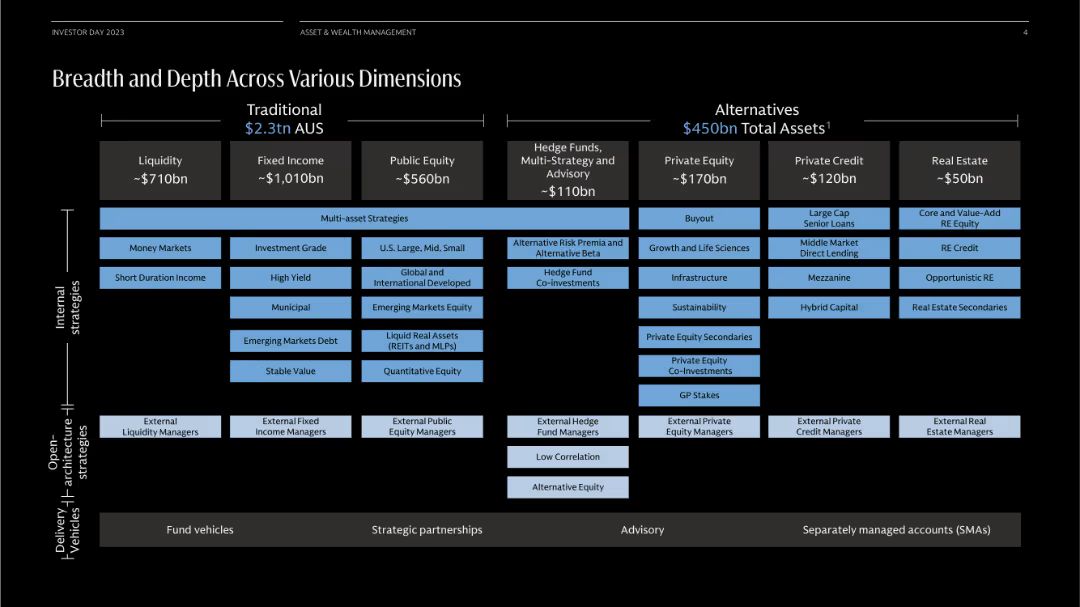 INVESTOR DAY 2023
ASSET & WEALTH MANAGEMENT
4
Breadth and Depth Across Various Dimensions
Traditional
$2.3tn AUS
Alternatives
$450bn Total Assets1
Liquidity
~$710bn
Fixed Income
~$1,010bn
Public Equity
~$560bn
Hedge Funds,
Multi-Strategy and
Advisory
~$110bn
Private Equity
~$170bn
Private Credit
~$120bn
Real Estate
~$50bn
Internal
strategies
Multi-asset Strategies
Buyout
Large Cap
Senior Loans
Core and Value-Add
RE Equity
Money Markets
Investment Grade
U.S. Large, Mid, Small
Alternative Risk Premia and
Alternative Beta
Growth and Life Sciences
Middle Market
Direct Lending
RE Credit
Short Duration Income
High Yield
Global and
International Developed
Hedge Fund
Co-Investments
Infrastructure
Mezzanine
Opportunistic RE
Municipal
Emerging Markets Equity
Sustainability
Hybrid Capital
Real Estate Secondaries
Emerging Markets Debt
Liquid Real Assets
(REITs and MLPs)
Private Equity Secondaries
Stable Value
Quantitative Equity
Private Equity
Co-Investments
GP Stakes
Open-
architecture
strategies
External
Liquidity Managers
External Fixed
Income Managers
External Public
Equity Managers
External Hedge
Fund Managers
External Private
Equity Managers
External Private
Credit Managers
External Real
Estate Managers
Low Correlation
Alternative Equity
Delivery
Vehicles
Fund vehicles
Strategic partnerships
Advisory
Separately managed accounts (SMAs)